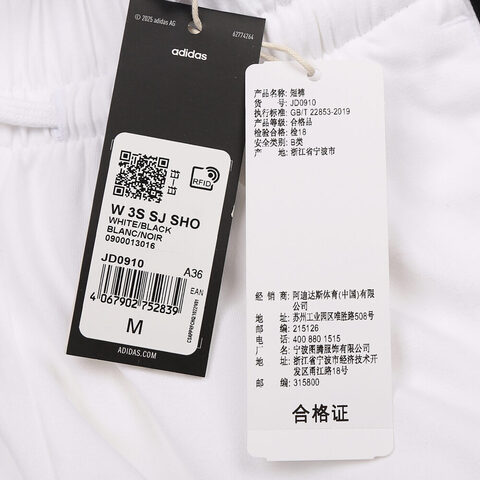 © 2025 adidas AG
62774264
adidas
RFID
W 3S SJ SHO
WHITE/BLACK
BLANC/NOIR
0900013016
JD0910
A36
EAN
4 067902 752839
M
ADIDAS.COM
产品名称: 短裤
货 号: JD0910
执行标准: GB/T 22853-2019
产品等级: 合格品
检验合格: 检18
安全类别: B类
产 地: 浙江省宁波市
经 销 商: 阿迪达斯体育(中国)有限
公司
地 址: 苏州工业园区唯胜路508号
邮 编: 215126
电 话: 400 880 1515
厂 名: 宁波图腾服饰有限公司
地 址: 浙江省宁波市经济技术开
发区甬江路18号
邮 编: 315800
合格证